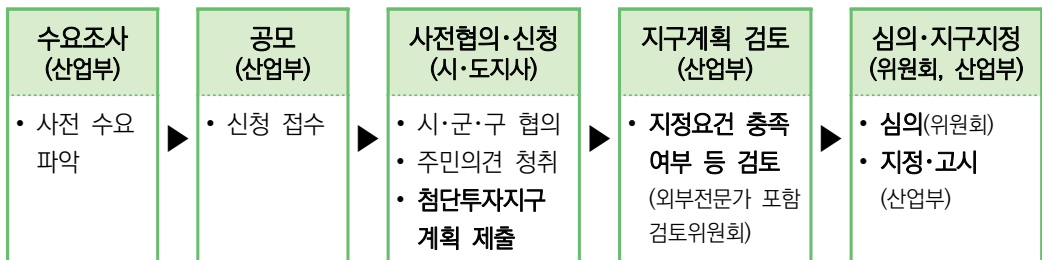 수요조사
(산업부)
• 사전 수요
파악
공모
(산업부)
• 신청 접수
사전협의·신청
(시·도지사)
• 시·군·구 협의
• 주민의견 청취
• 첨단투자지구
계획 제출
지구계획 검토
(산업부)
• 지정요건 충족
여부 등 검토
(외부전문가 포함
검토위원회)
심의·지구지정
(위원회, 산업부)
• 심의(위원회)
• 지정·고시
(산업부)